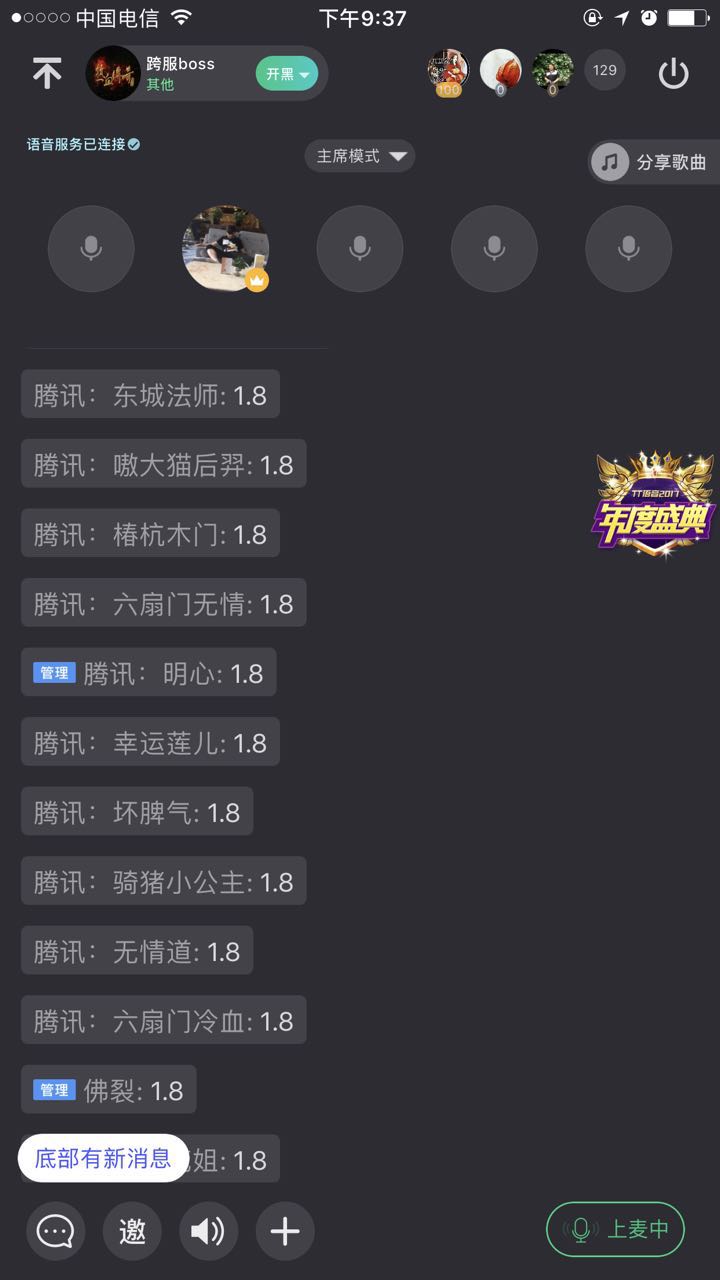 中国电信 下午9:37
跨服boss
其他
开黑
100 0 0 129
语音服务已连接
主席模式
分享歌曲
腾讯: 东城法师: 1.8
腾讯: 嗷大猫后羿: 1.8
TT语音2017
年度盛典
腾讯: 椿杭木门: 1.8
腾讯: 六扇门无情: 1.8
管理 腾讯: 明心: 1.8
腾讯: 幸运莲儿: 1.8
腾讯: 坏脾气: 1.8
腾讯: 骑猪小公主: 1.8
腾讯: 无情道: 1.8
腾讯: 六扇门冷血: 1.8
管理 佛裂: 1.8
底部有新消息 姐: 1.8
邀
上麦中